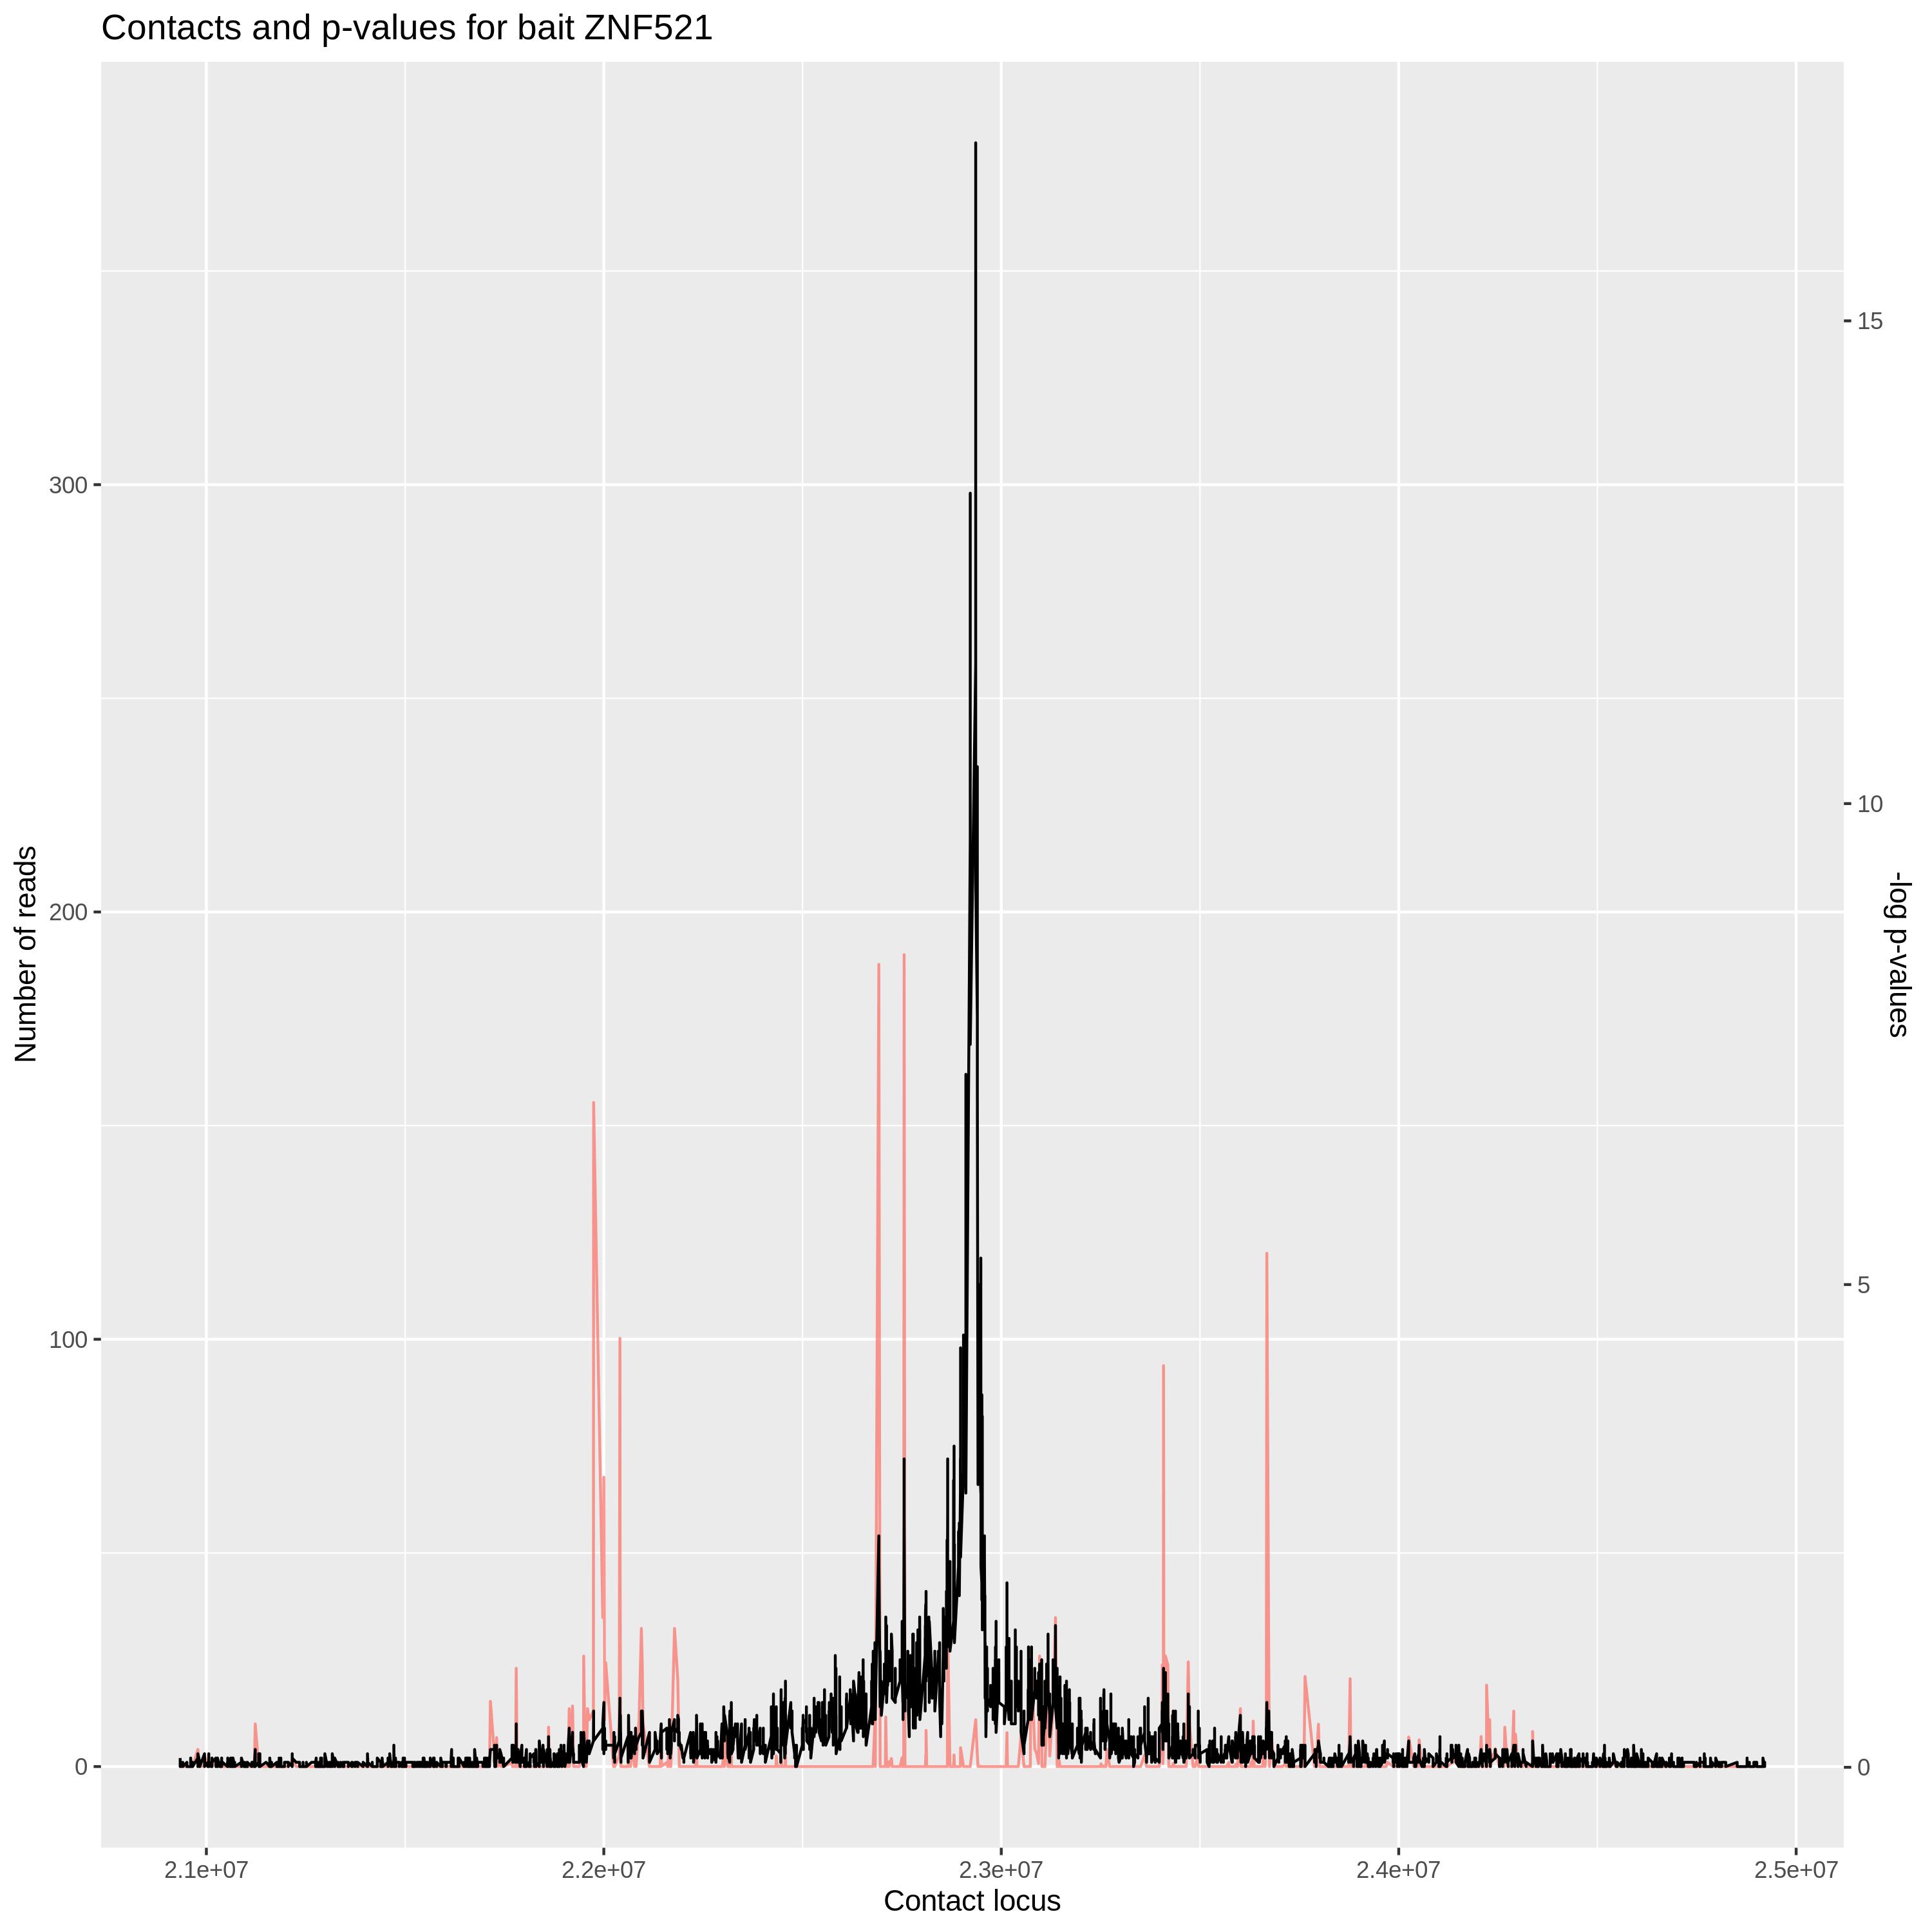 Contacts and p-values for bait ZNF521
Number of reads
300
200
100
0
15
10
5
0
-log p-values
2.1e+07 2.2e+07 2.3e+07 2.4e+07 2.5e+07
Contact locus